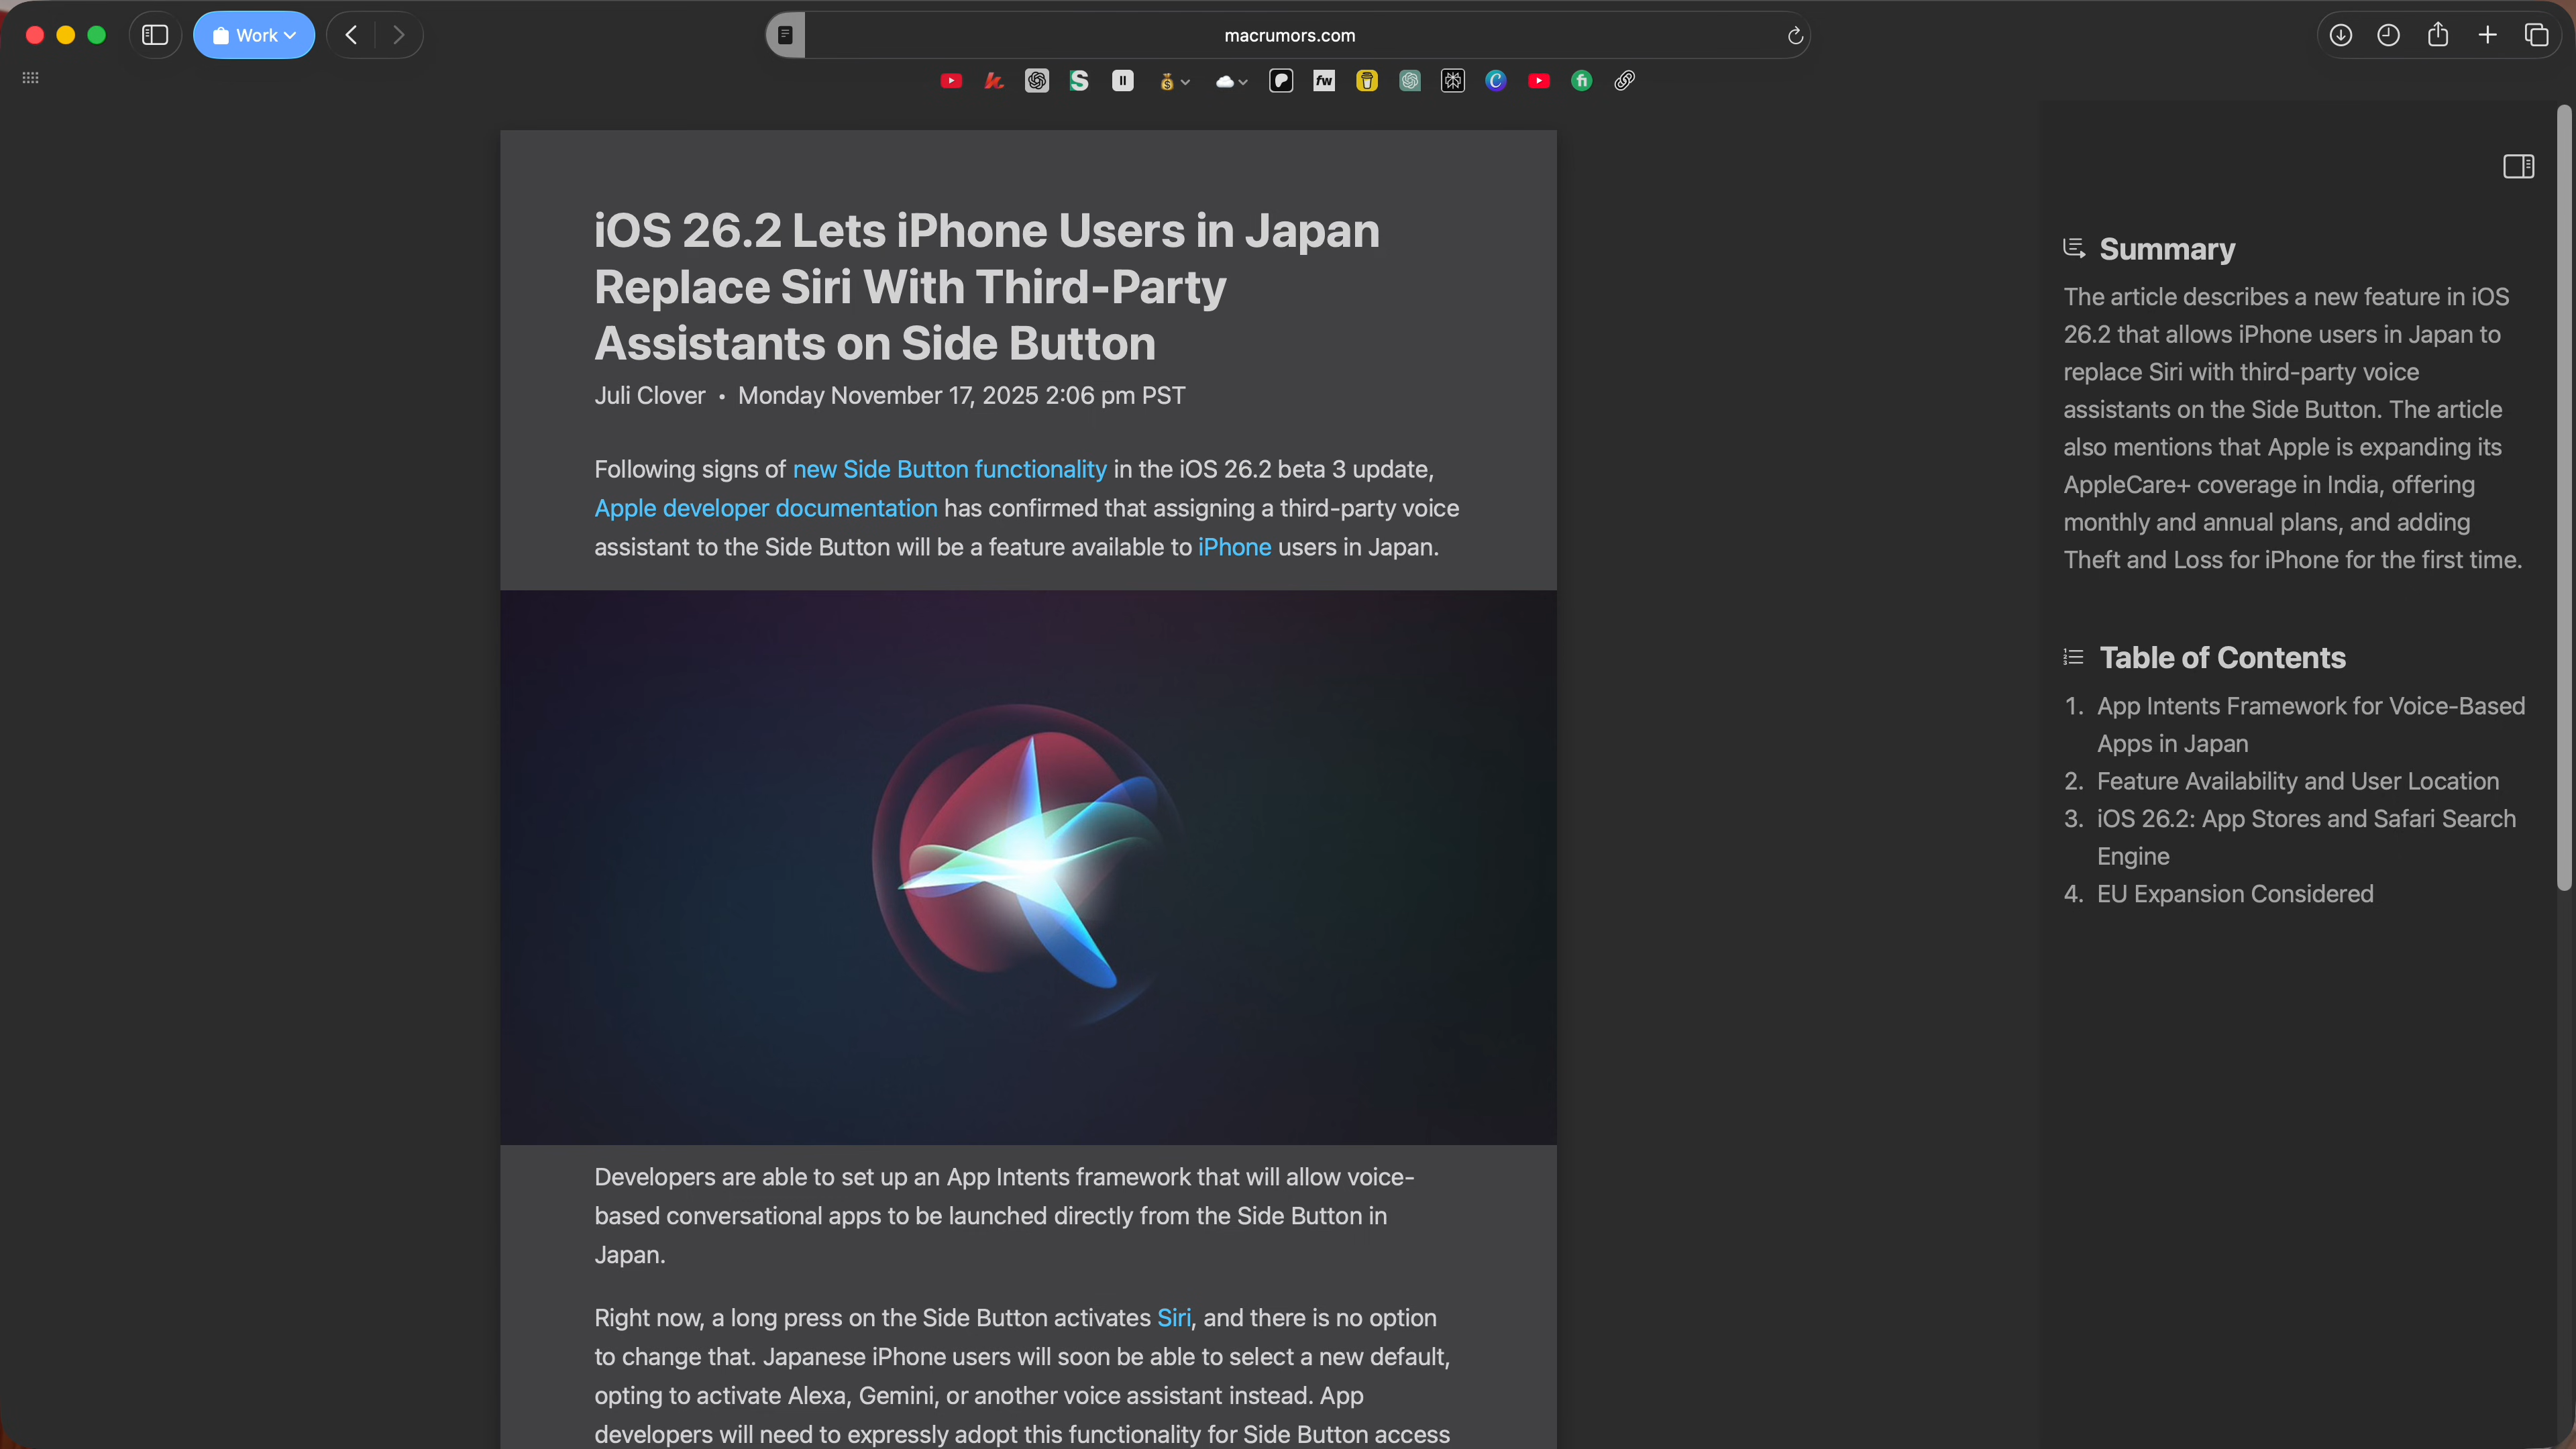 Work
macrumors.com
fw
iOS 26.2 Lets iPhone Users in Japan
Replace Siri With Third-Party
Assistants on Side Button
Juli Clover • Monday November 17, 2025 2:06 pm PST
Following signs of new Side Button functionality in the iOS 26.2 beta 3 update,
Apple developer documentation has confirmed that assigning a third-party voice
assistant to the Side Button will be a feature available to iPhone users in Japan.
Developers are able to set up an App Intents framework that will allow voice-
based conversational apps to be launched directly from the Side Button in
Japan.
Right now, a long press on the Side Button activates Siri, and there is no option
to change that. Japanese iPhone users will soon be able to select a new default,
opting to activate Alexa, Gemini, or another voice assistant instead. App
developers will need to expressly adopt this functionality for Side Button access
Summary
The article describes a new feature in iOS
26.2 that allows iPhone users in Japan to
replace Siri with third-party voice
assistants on the Side Button. The article
also mentions that Apple is expanding its
AppleCare+ coverage in India, offering
monthly and annual plans, and adding
Theft and Loss for iPhone for the first time.
Table of Contents
1. App Intents Framework for Voice-Based
Apps in Japan
2. Feature Availability and User Location
3. iOS 26.2: App Stores and Safari Search
Engine
4. EU Expansion Considered